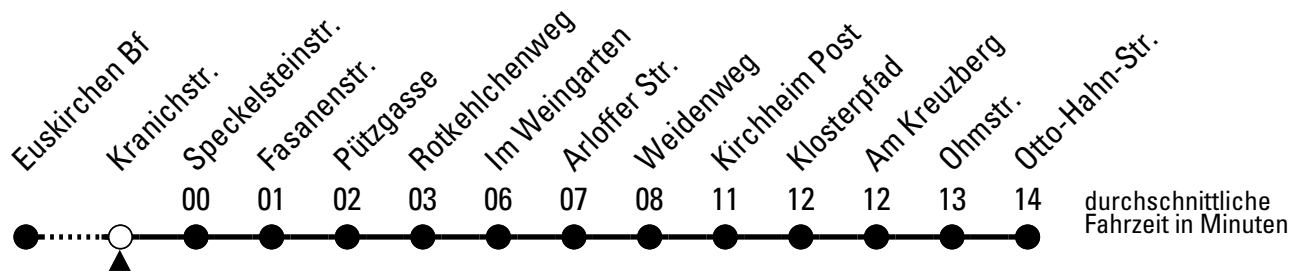 Euskirchen Bf
Kranichstr.
Speckelsteinstr.
Fasanenstr.
Pützgasse
Rotkehlchenweg
Im Weingarten
Arloffer Str.
Weidenweg
Kirchheim Post
Klosterpfad
Am Kreuzberg
Ohmstr.
Otto-Hahn-Str.
00 01 02 03 06 07 08 11 12 12 13 14
durchschnittliche
Fahrzeit in Minuten